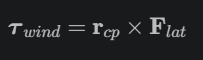 τ_wind = r_cp × F_lat